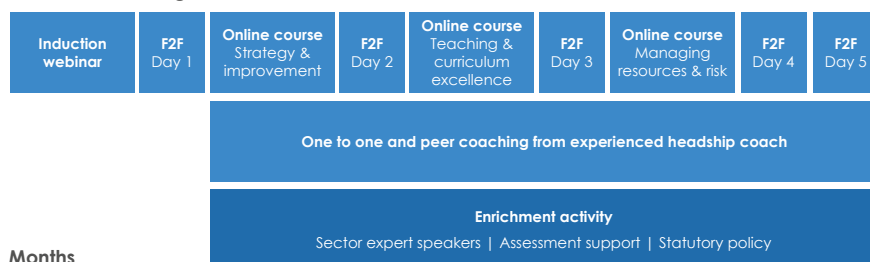 Induction
webinar
F2F
Day 1
Online course
Strategy &
improvement
F2F
Day 2
Online course
Teaching &
curriculum
excellence
F2F
Day 3
Online course
Managing
resources & risk
F2F
Day 4
F2F
Day 5
One to one and peer coaching from experienced headship coach
Enrichment activity
Sector expert speakers | Assessment support | Statutory policy
Months